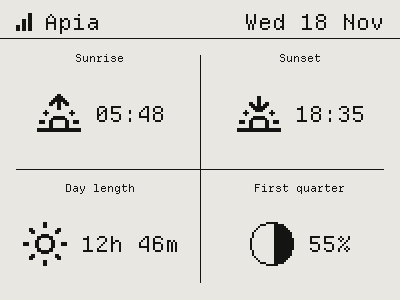 Apia
Wed 18 Nov
Sunrise
05:48
Sunset
18:35
Day length
12h 46m
First quarter
55%